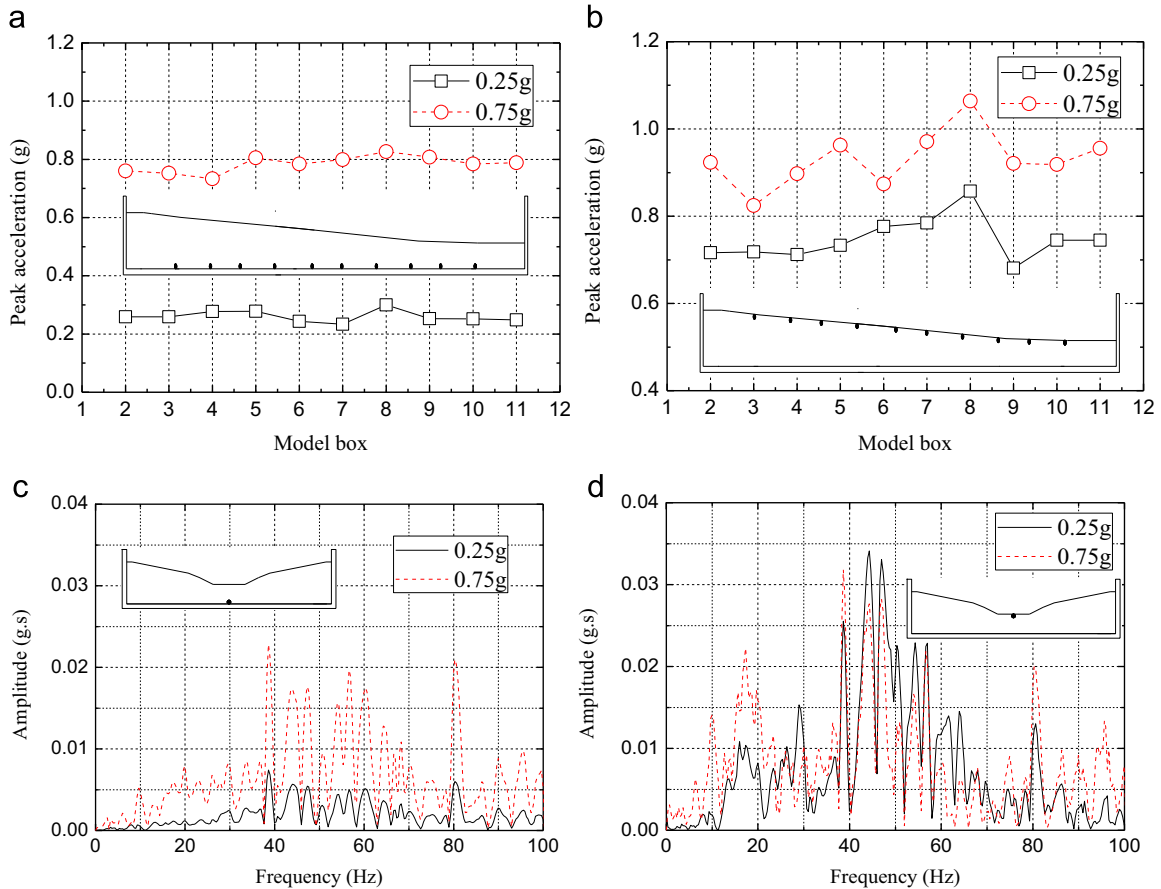 a
1.2
1.0
0.8
0.6
0.4
0.2
0.0
Peak acceleration (g)
0.25g
0.75g
1 2 3 4 5 6 7 8 9 10 11 12
Model box
b
1.2
1.0
0.8
0.6
0.4
Peak acceleration (g)
0.25g
0.75g
1 2 3 4 5 6 7 8 9 10 11 12
Model box
c
0.04
0.03
0.02
0.01
0.00
Amplitude (g.s)
0.25g
0.75g
0 20 40 60 80 100
Frequency (Hz)
d
0.04
0.03
0.02
0.01
0.00
Amplitude (g.s)
0.25g
0.75g
0 20 40 60 80 100
Frequency (Hz)